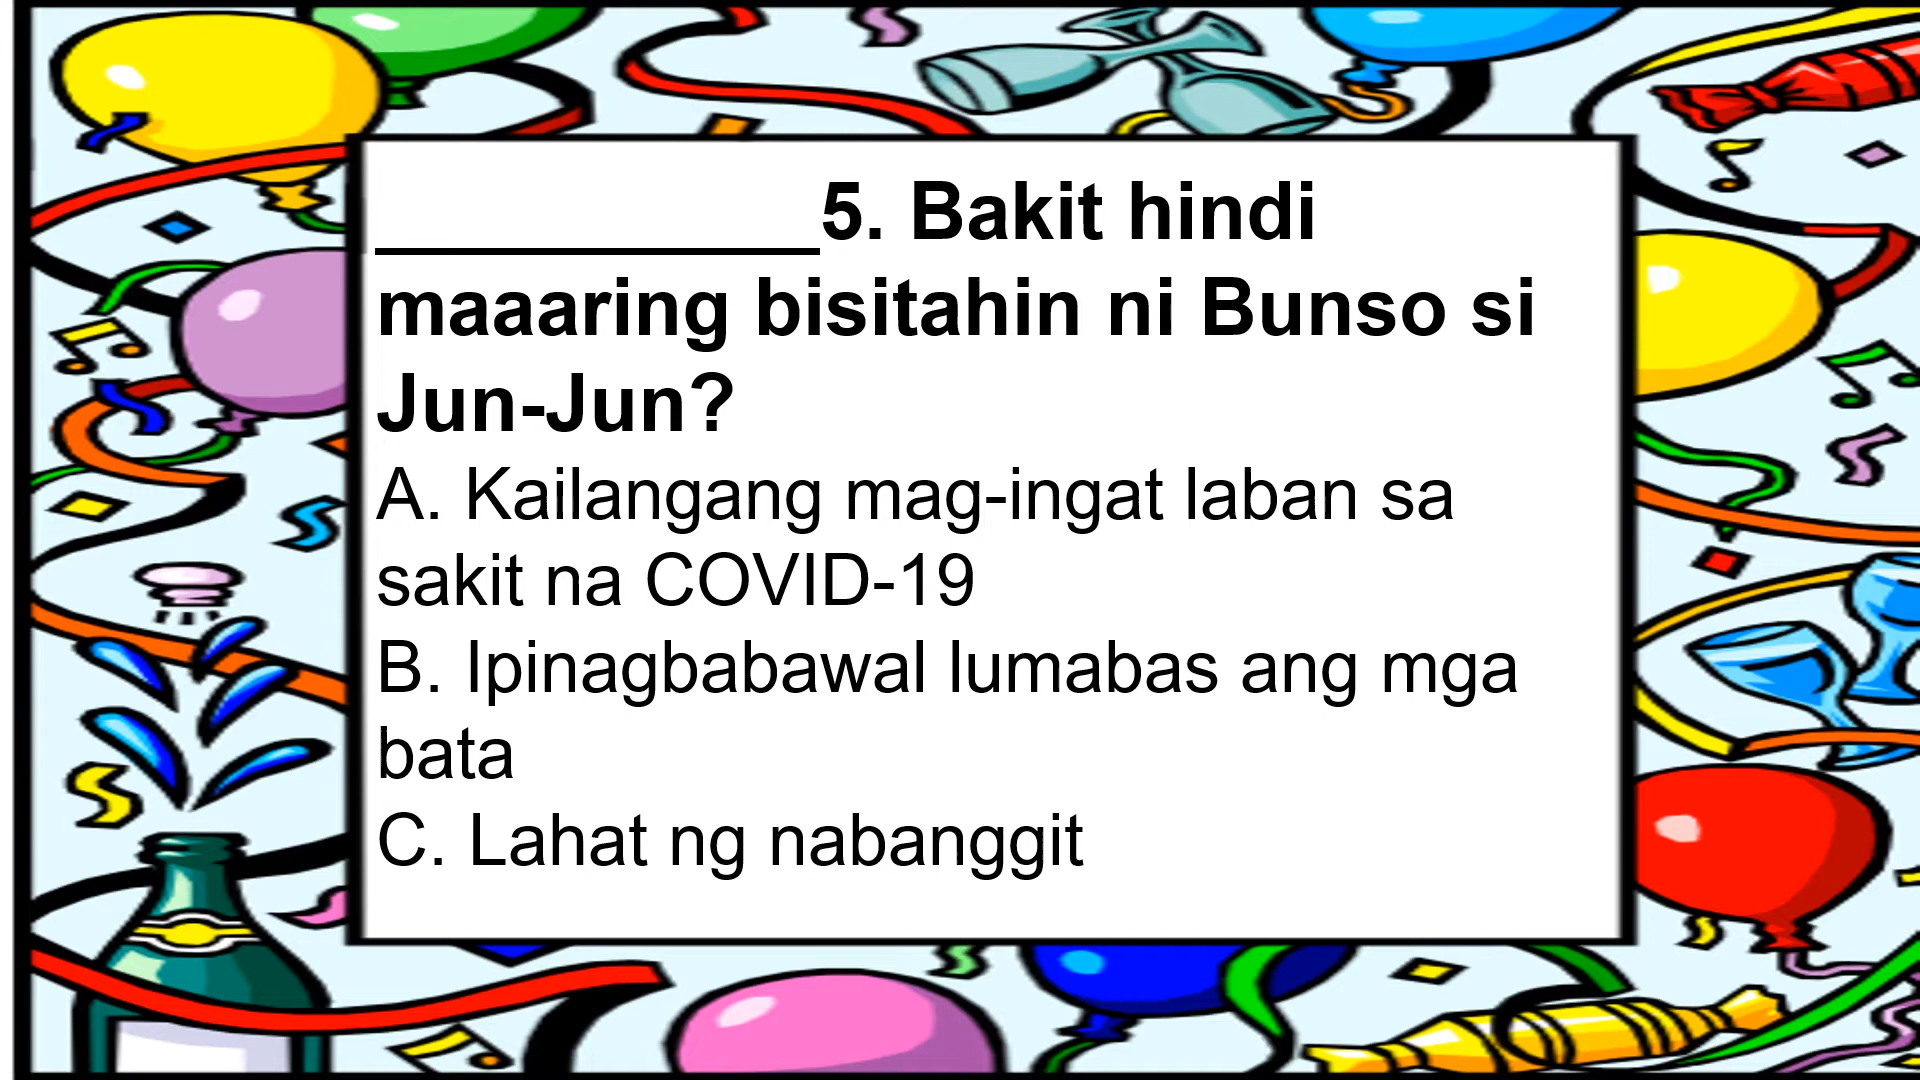 ___________5. Bakit hindi
maaaring bisitahin ni Bunso si
Jun-Jun?
A. Kailangang mag-ingat laban sa
sakit na COVID-19
B. Ipinagbabawal lumabas ang mga
bata
C. Lahat ng nabanggit